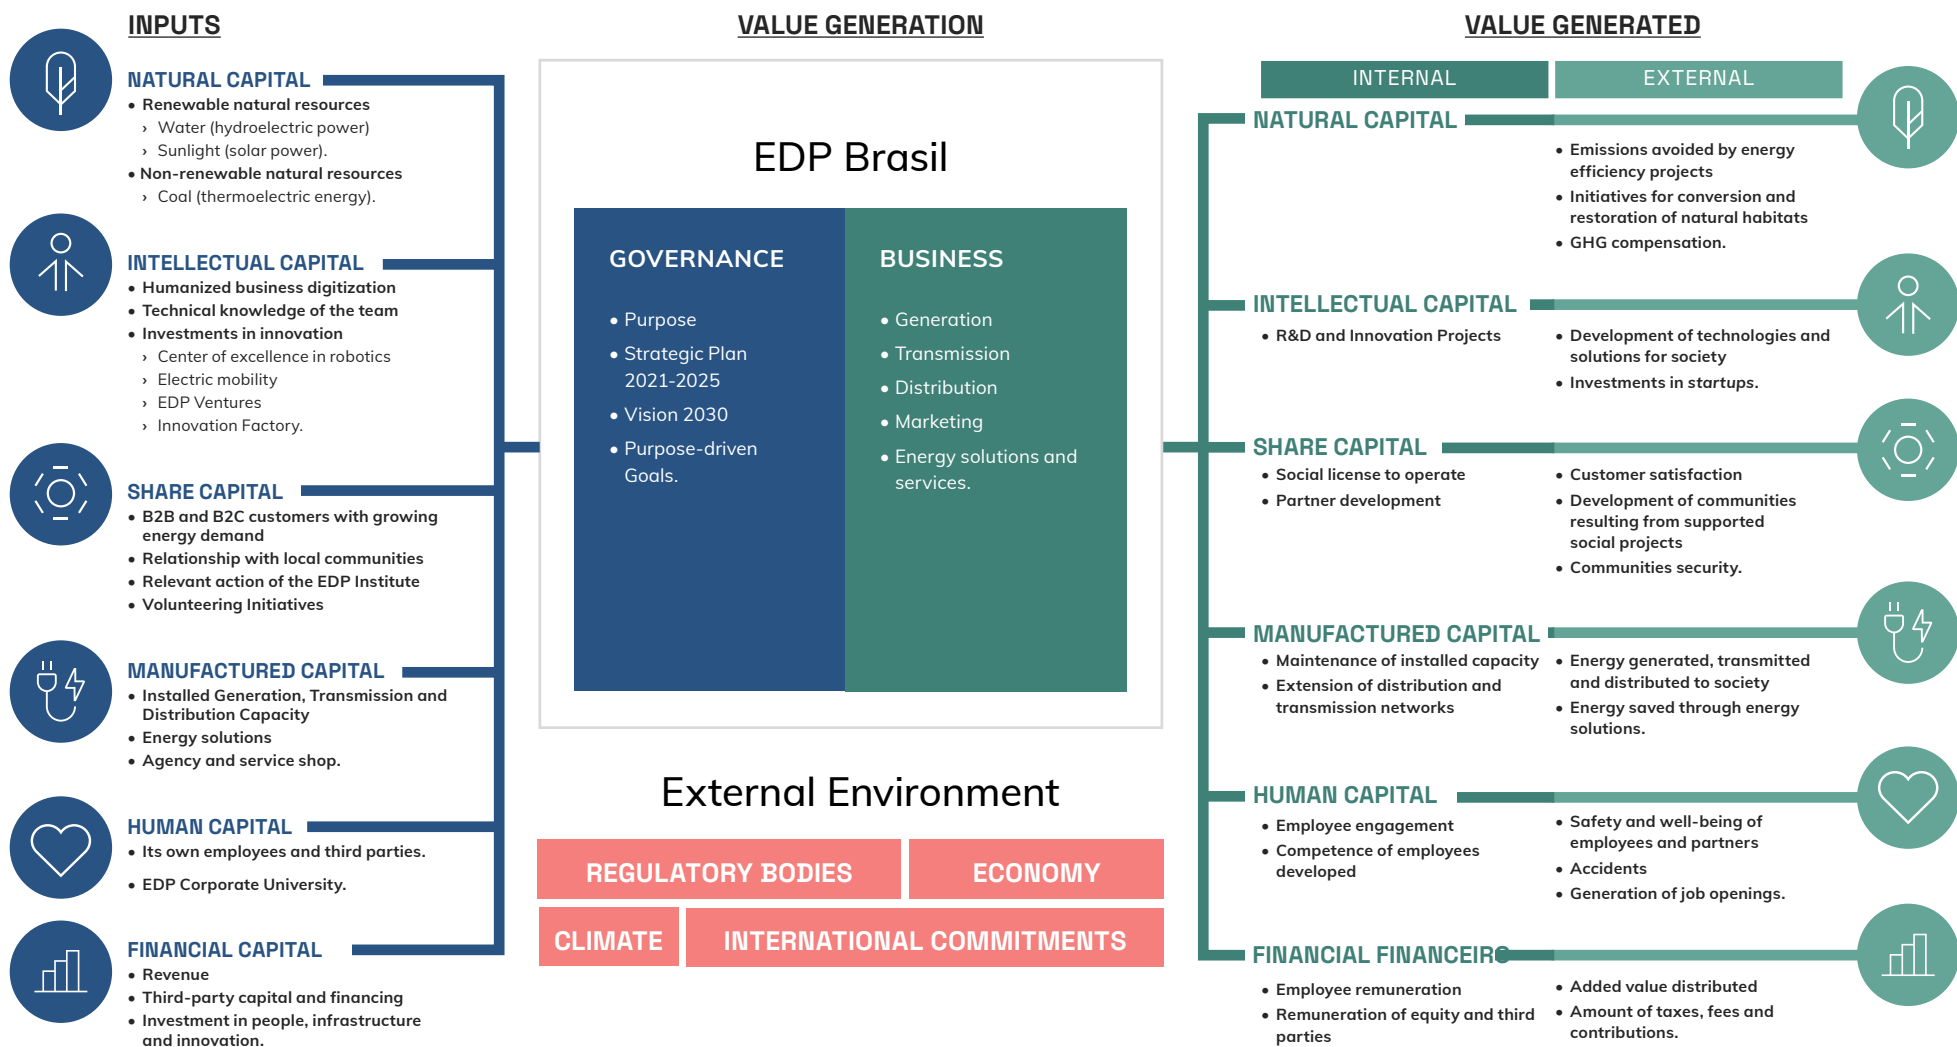 INPUTS
NATURAL CAPITAL
• Renewable natural resources
› Water (hydroelectric power)
› Sunlight (solar power).
• Non-renewable natural resources
› Coal (thermoelectric energy).
INTELLECTUAL CAPITAL
• Humanized business digitization
• Technical knowledge of the team
• Investments in innovation
› Center of excellence in robotics
› Electric mobility
› EDP Ventures
› Innovation Factory.
SHARE CAPITAL
• B2B and B2C customers with growing
energy demand
• Relationship with local communities
• Relevant action of the EDP Institute
• Volunteering Initiatives
MANUFACTURED CAPITAL
• Installed Generation, Transmission and
Distribution Capacity
• Energy solutions
• Agency and service shop.
HUMAN CAPITAL
• Its own employees and third parties.
• EDP Corporate University.
FINANCIAL CAPITAL
• Revenue
• Third-party capital and financing
• Investment in people, infrastructure
and innovation.
VALUE GENERATION
EDP Brasil
GOVERNANCE
• Purpose
• Strategic Plan
2021-2025
• Vision 2030
• Purpose-driven
Goals.
BUSINESS
• Generation
• Transmission
• Distribution
• Marketing
• Energy solutions and
services.
External Environment
REGULATORY BODIES
ECONOMY
CLIMATE
INTERNATIONAL COMMITMENTS
VALUE GENERATED
INTERNAL
EXTERNAL
NATURAL CAPITAL
• Emissions avoided by energy
efficiency projects
• Initiatives for conversion and
restoration of natural habitats
• GHG compensation.
INTELLECTUAL CAPITAL
• R&D and Innovation Projects
• Development of technologies and
solutions for society
• Investments in startups.
SHARE CAPITAL
• Social license to operate
• Partner development
• Customer satisfaction
• Development of communities
resulting from supported
social projects
• Communities security.
MANUFACTURED CAPITAL
• Maintenance of installed capacity
• Extension of distribution and
transmission networks
• Energy generated, transmitted
and distributed to society
• Energy saved through energy
solutions.
HUMAN CAPITAL
• Employee engagement
• Competence of employees
developed
• Safety and well-being of
employees and partners
• Accidents
• Generation of job openings.
FINANCIAL FINANCEIRO
• Employee remuneration
• Remuneration of equity and third
parties
• Added value distributed
• Amount of taxes, fees and
contributions.